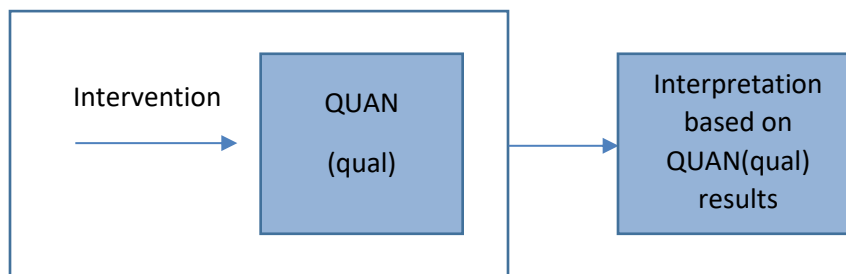 Intervention
QUAN
(qual)
Interpretation
based on
QUAN(qual)
results